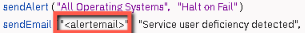 sendAlert ("All Operating Systems", "Halt on Fail")
sendEmail "<alertemail>" "Service user deficiency detected",